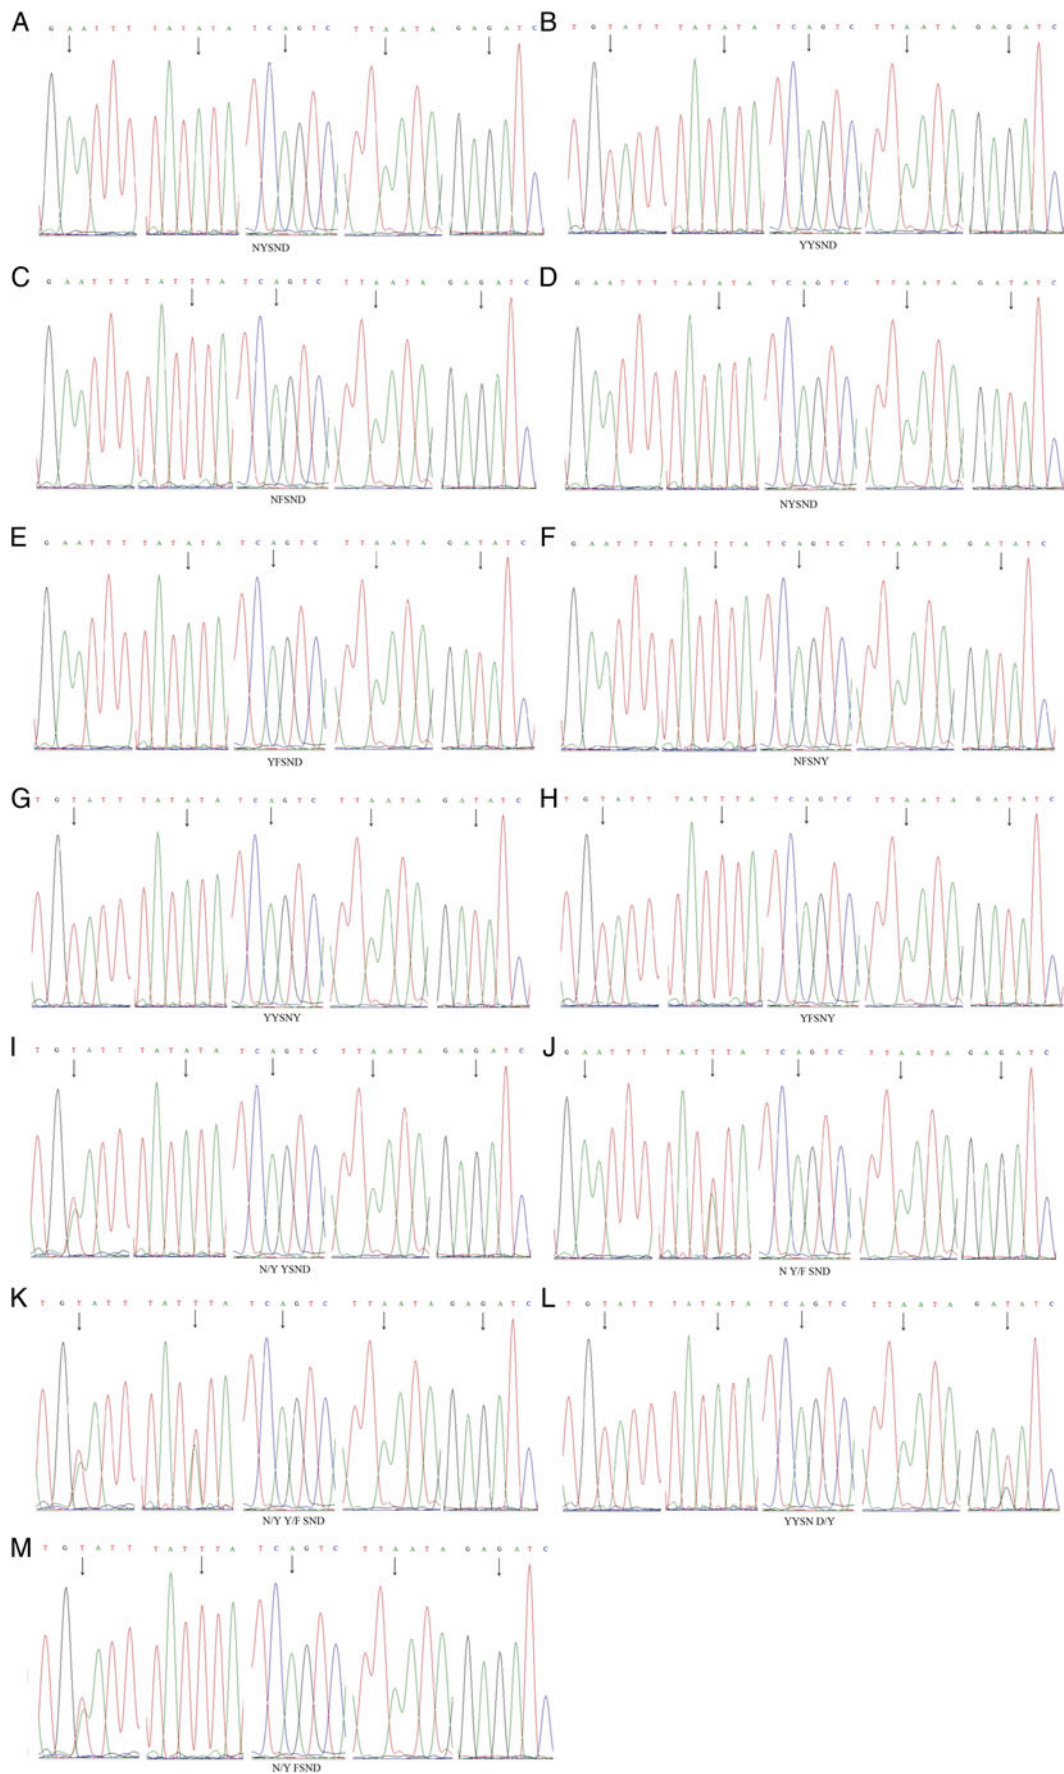 A G A A T T T T A T A T A T C A G T C T T A A T A G A G A T C
NYSND
B T G T A T T T A T A T A T C A G T C T T A A T A G A G A T C
YYSND
C G A A T T T T A T T T A T C A G T C T T A A T A G A G A T C
NFSND
D G A A T T T T A T A T A T C A G T C T T A A T A G A T A T C
NYSND
E G A A T T T T A T A T A T C A G T C T T A A T A G A T A T C
YFSND
F G A A T T T T A T T T A T C A G T C T T A A T A G A T A T C
NFSNY
G T G T A T T T A T A T A T C A G T C T T A A T A G A T A T C
YYSNY
H T G T A T T T A T T T A T C A G T C T T A A T A G A T A T C
YFSNY
I T G T A T T T A T A T A T C A G T C T T A A T A G A G A T C
N/Y YSND
J G A A T T T T A T T T A T C A G T C T T A A T A G A G A T C
N Y/F SND
K T G T A T T T A T T T A T C A G T C T T A A T A G A G A T C
N/Y Y/F SND
L T G T A T T T A T A T A T C A G T C T T A A T A G A T A T C
YYSN D/Y
M T G T A T T T A T T T A T C A G T C T T A A T A G A G A T C
N/Y FSND